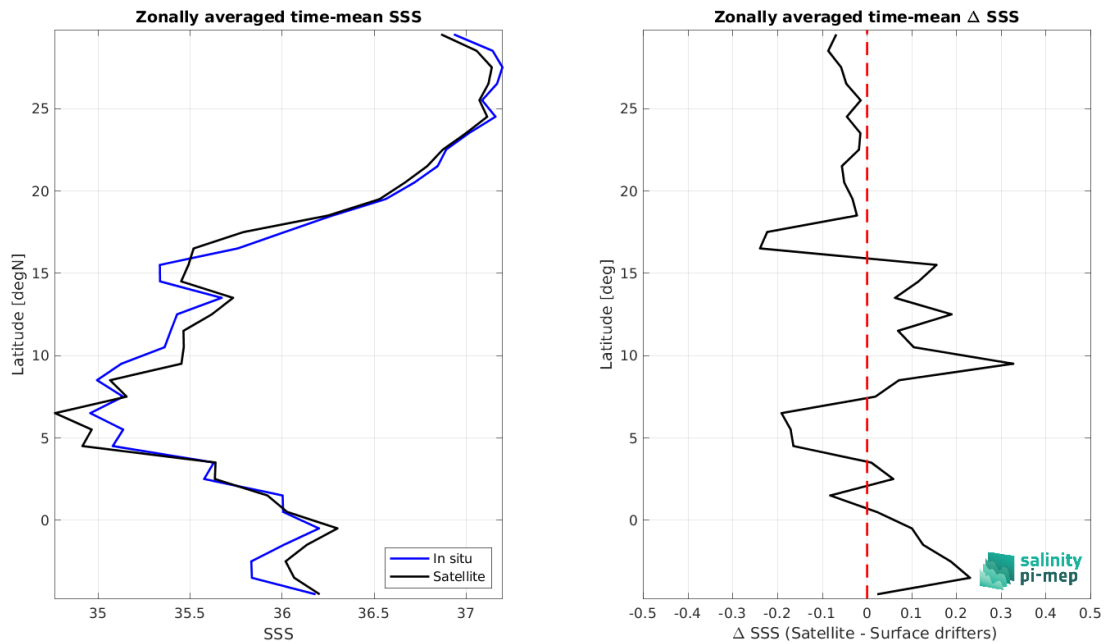 Zonally averaged time-mean SSS
Latitude [degN]
25
20
15
10
5
0
35
35.5
36
36.5
37
SSS
In situ
Satellite
Zonally averaged time-mean Δ SSS
Latitude [deg]
25
20
15
10
5
0
-0.5
-0.4
-0.3
-0.2
-0.1
0
0.1
0.2
0.3
0.4
0.5
Δ SSS (Satellite - Surface drifters)
salinity
pi-mep